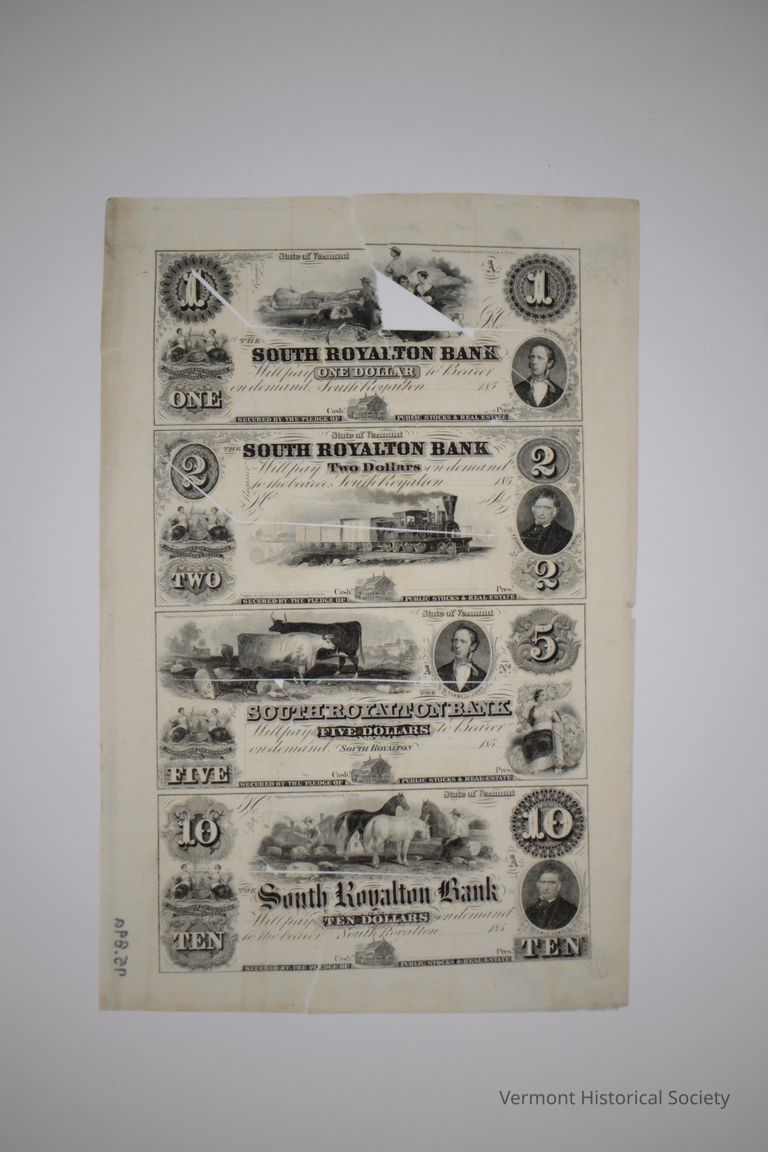 State of Vermont
A
1
1
THE
SOUTH ROYALTON BANK
Will pay ONE DOLLAR to Bearer
on demand. South Royalton 185
ONE
Cash.r Pres.
SECURED BY THE PLEDGE OF PUBLIC STOCKS & REAL ESTATE
State of Vermont
2
THE SOUTH ROYALTON BANK
2
Will pay Two Dollars on demand
to the bearer, South Royalton 185
TWO
2
Cash.r Pres.
SECURED BY THE PLEDGE OF PUBLIC STOCKS & REAL ESTATE
State of Vermont
5
A No
THE
SOUTH ROYALTON BANK
Will pay FIVE DOLLARS to Bearer
on demand. SOUTH ROYALTON 185
FIVE
Cash.r Pres.
SECURED BY THE PLEDGE OF PUBLIC STOCKS & REAL ESTATE
State of Vermont
10
10
A
THE South Royalton Bank
Will pay TEN DOLLARS on demand
to the bearer, South Royalton 185
TEN
TEN
Cash.r Pres.
SECURED BY THE PLEDGE OF PUBLIC STOCKS & REAL ESTATE
Vermont Historical Society